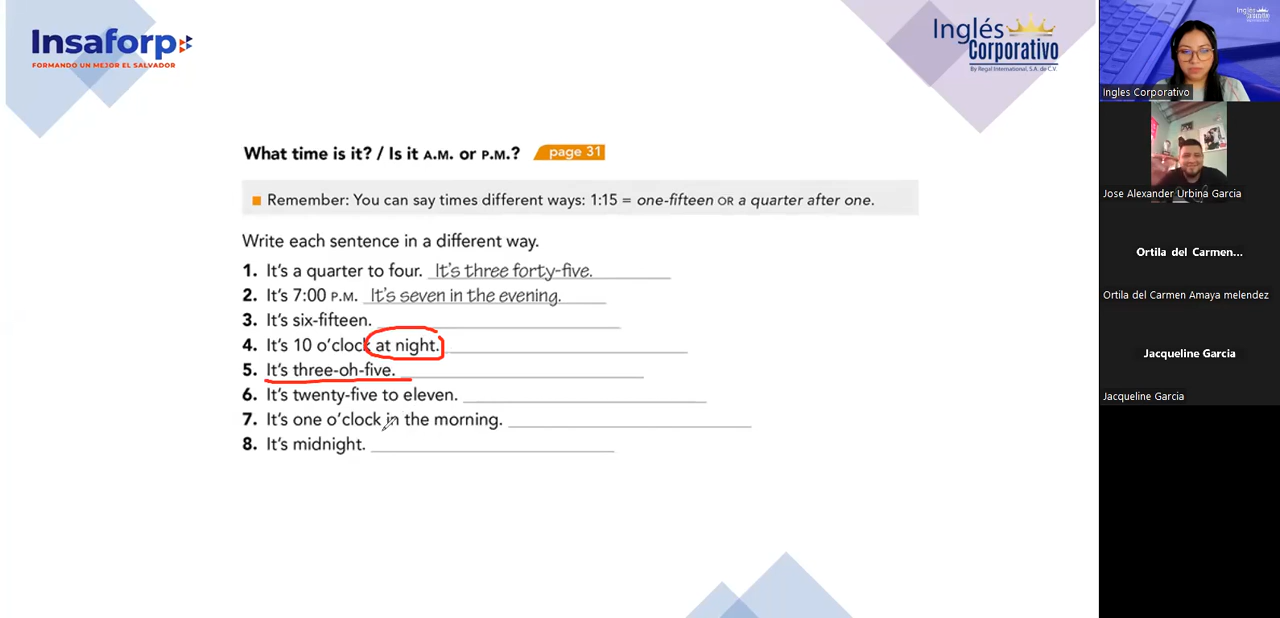 Insaforp
FORMANDO UN MEJOR EL SALVADOR
Inglés
Corporativo
By Regal International, S.A. de C.V.
What time is it? / Is it A.M. or P.M.? page 31
Remember: You can say times different ways: 1:15 = one-fifteen OR a quarter after one.
Write each sentence in a different way.
1. It's a quarter to four. It's three forty-five.
2. It's 7:00 P.M. It's seven in the evening.
3. It's six-fifteen.
4. It's 10 o'clock at night.
5. It's three-oh-five.
6. It's twenty-five to eleven.
7. It's one o'clock in the morning.
8. It's midnight.
Inglés
Corporativo
Ingles Corporativo
Jose Alexander Urbina Garcia
Ortila del Carmen...
Ortila del Carmen Amaya melendez
Jacqueline Garcia
Jacqueline Garcia